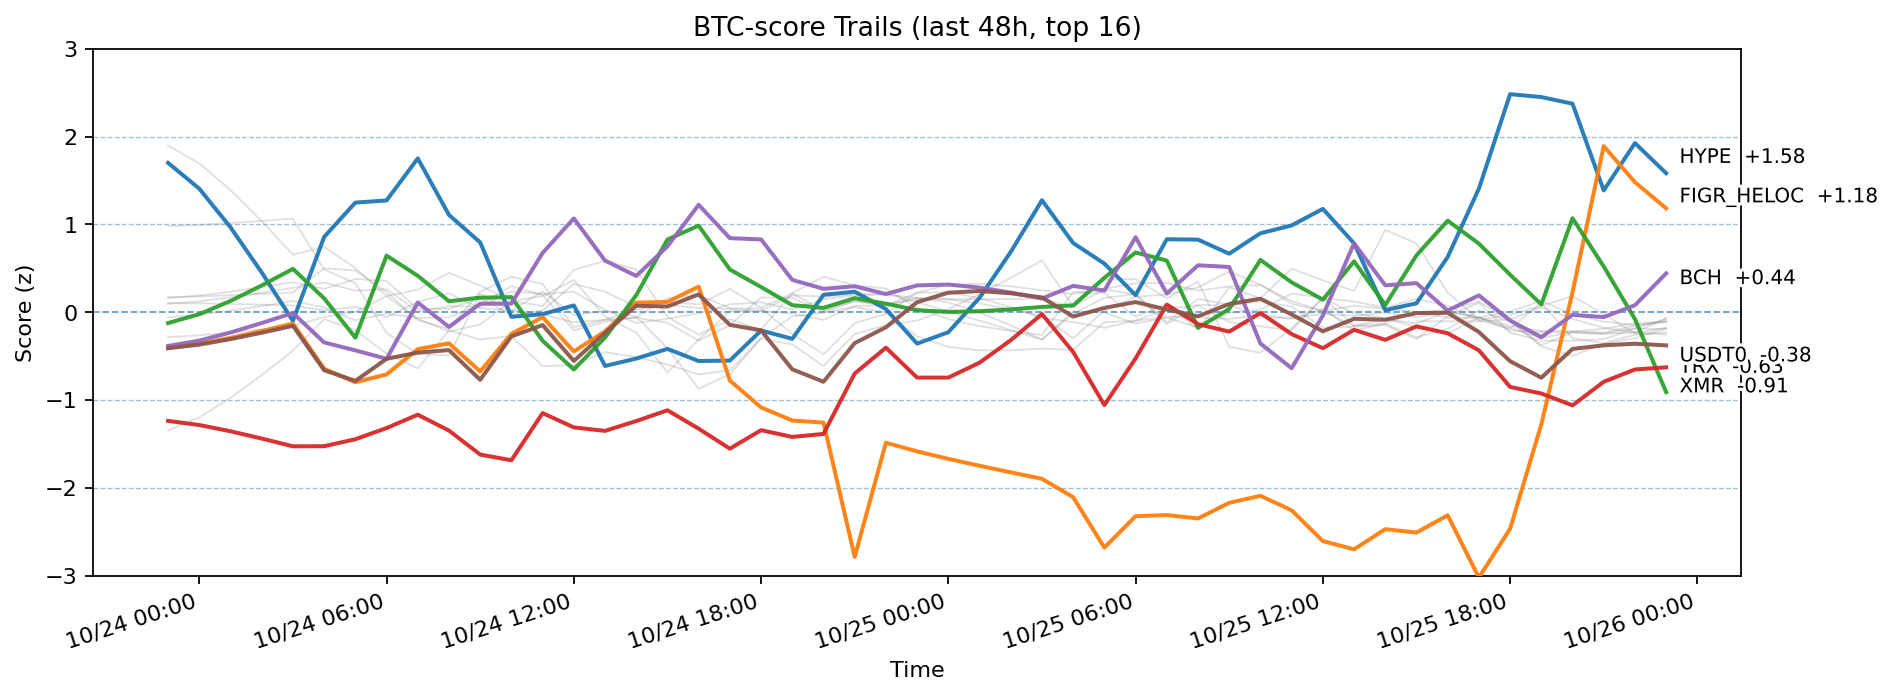 BTC-score Trails (last 48h, top 16)
Score (z)
3
2
1
0
−1
−2
−3
HYPE +1.58
FIGR_HELOC +1.18
BCH +0.44
USDT0 -0.38
TRX -0.63
XMR -0.91
10/24 00:00
10/24 06:00
10/24 12:00
10/24 18:00
10/25 00:00
10/25 06:00
10/25 12:00
10/25 18:00
10/26 00:00
Time